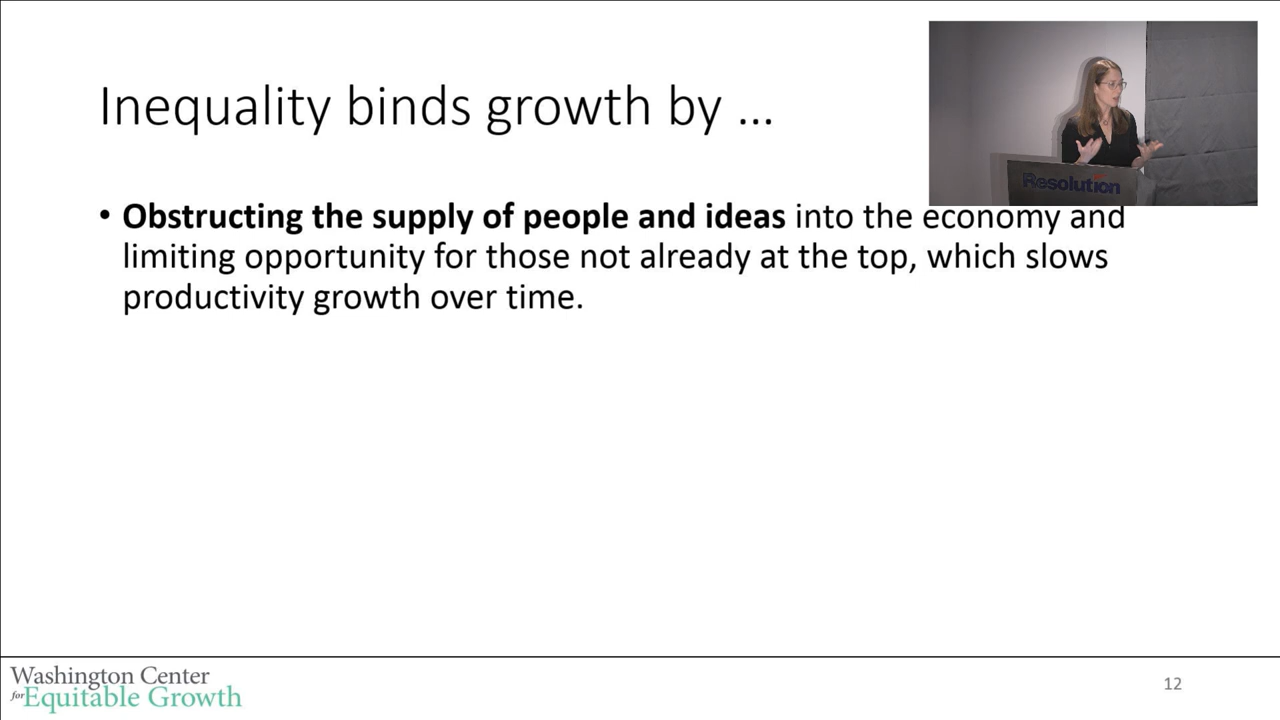 Inequality binds growth by ...
Resolution
• Obstructing the supply of people and ideas into the economy and
limiting opportunity for those not already at the top, which slows
productivity growth over time.
Washington Center
for Equitable Growth
12